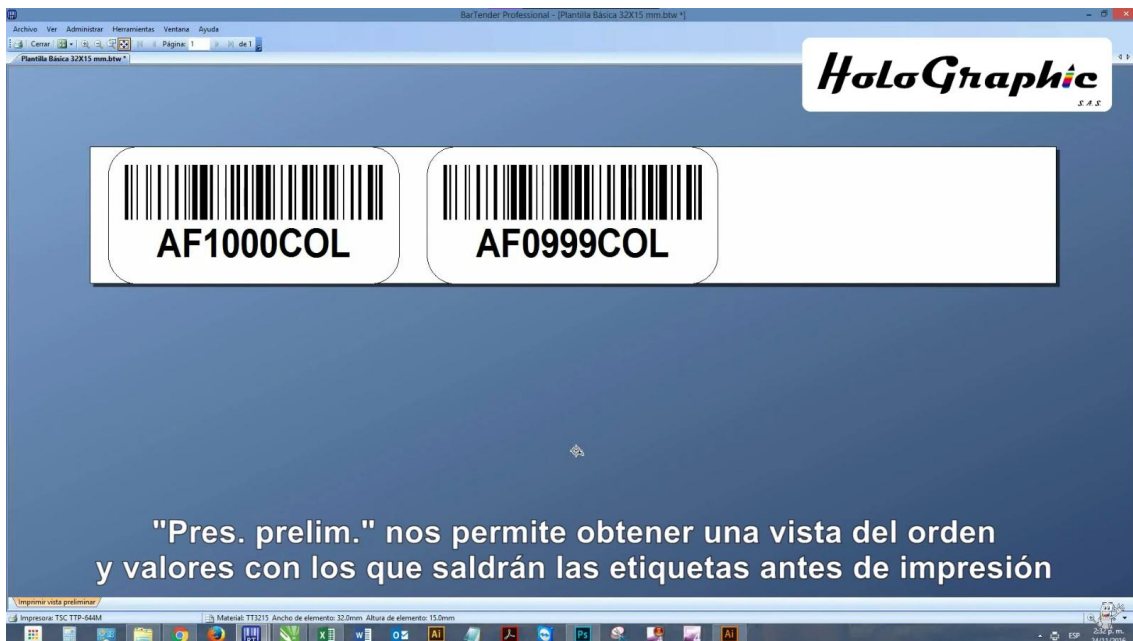 BarTender Professional - [Plantilla Básica 32X15 mm.btw *]
Archivo Ver Administrar Herramientas Ventana Ayuda
Cerrar Página: 1 de 1
Plantilla Básica 32X15 mm.btw *
HoloGraphic
S.A.S.
AF1000COL AF0999COL
"Pres. prelim." nos permite obtener una vista del orden
y valores con los que saldrán las etiquetas antes de impresión
Imprimir vista preliminar
Impresora: TSC TTP-644M Material: TT3215 Ancho de elemento: 32.0mm Altura de elemento: 15.0mm
ESP 2:32 p. m.